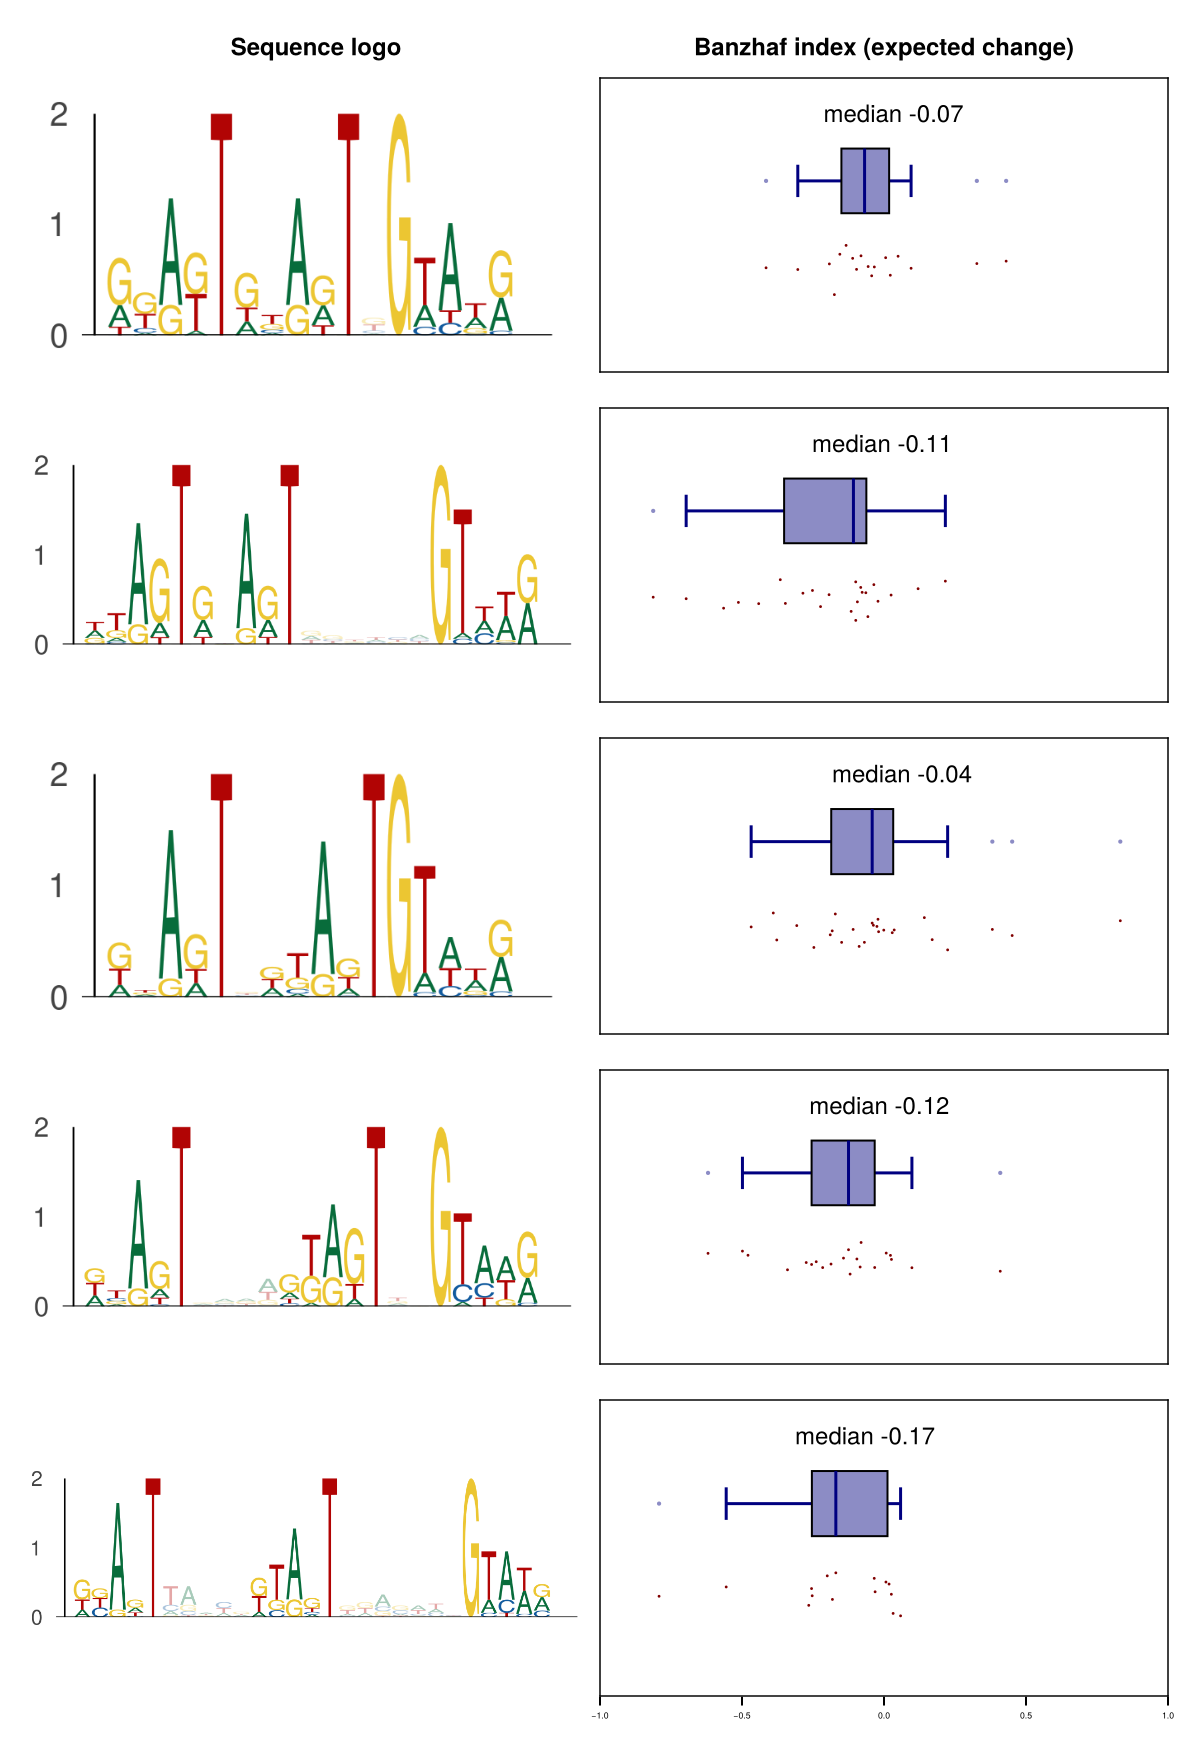 Sequence logo
Banzhaf index (expected change)
2
1
0
median -0.07
2
1
0
median -0.11
2
1
0
median -0.04
2
1
0
median -0.12
2
1
0
median -0.17
−1.0 −0.5 0.0 0.5 1.0